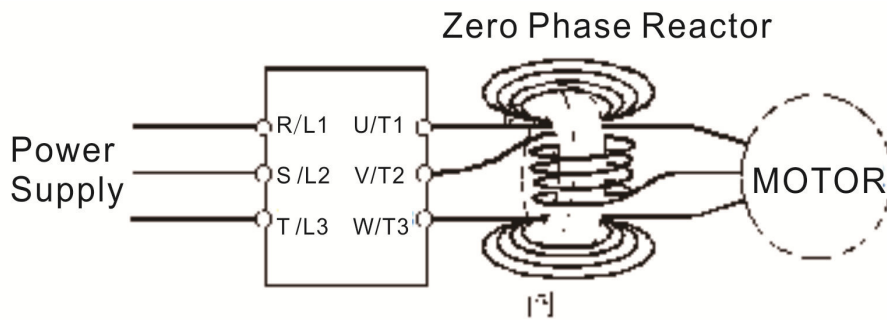 Zero Phase Reactor
Power
Supply
R/L1 U/T1
S/L2 V/T2
T/L3 W/T3
MOTOR